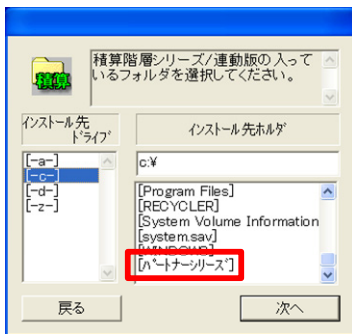 積算
積算階層シリーズ/連動版の入って
いるフォルダを選択してください。
インストール先
ドライブ
インストール先ホルダ
[-a-]
[-c-]
[-d-]
[-z-]
c:¥
[Program Files]
[RECYCLER]
[System Volume Information
[system.sav]
[WINDOWS]
[パートナーシリーズ]
戻る
次へ